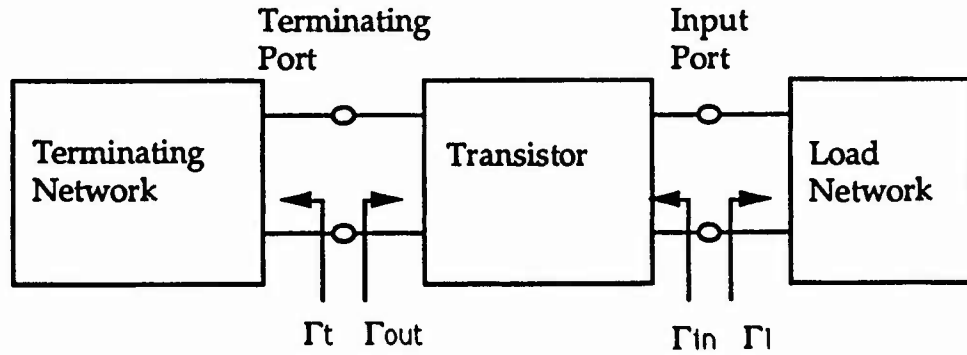 Terminating
Port
Input
Port
Terminating
Network
Transistor
Load
Network
Γt
Γout
Γin
Γl